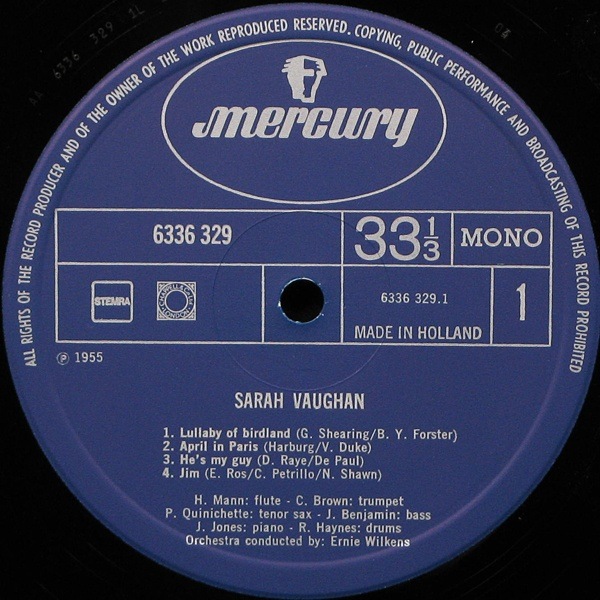 ALL RIGHTS OF THE RECORD PRODUCER AND OF THE OWNER OF THE WORK REPRODUCED RESERVED. COPYING, PUBLIC PERFORMANCE AND BROADCASTING OF THIS RECORD PROHIBITED
mercury
6336 329
33 1/3
MONO
STEMRA
6336 329.1
MADE IN HOLLAND
1
℗ 1955
SARAH VAUGHAN
1. Lullaby of birdland (G. Shearing/B. Y. Forster)
2. April in Paris (Harburg/V. Duke)
3. He's my guy (D. Raye/De Paul)
4. Jim (E. Ros/C. Petrillo/N. Shawn)
H. Mann: flute - C. Brown: trumpet
P. Quinichette: tenor sax - J. Benjamin: bass
J. Jones: piano - R. Haynes: drums
Orchestra conducted by: Ernie Wilkens